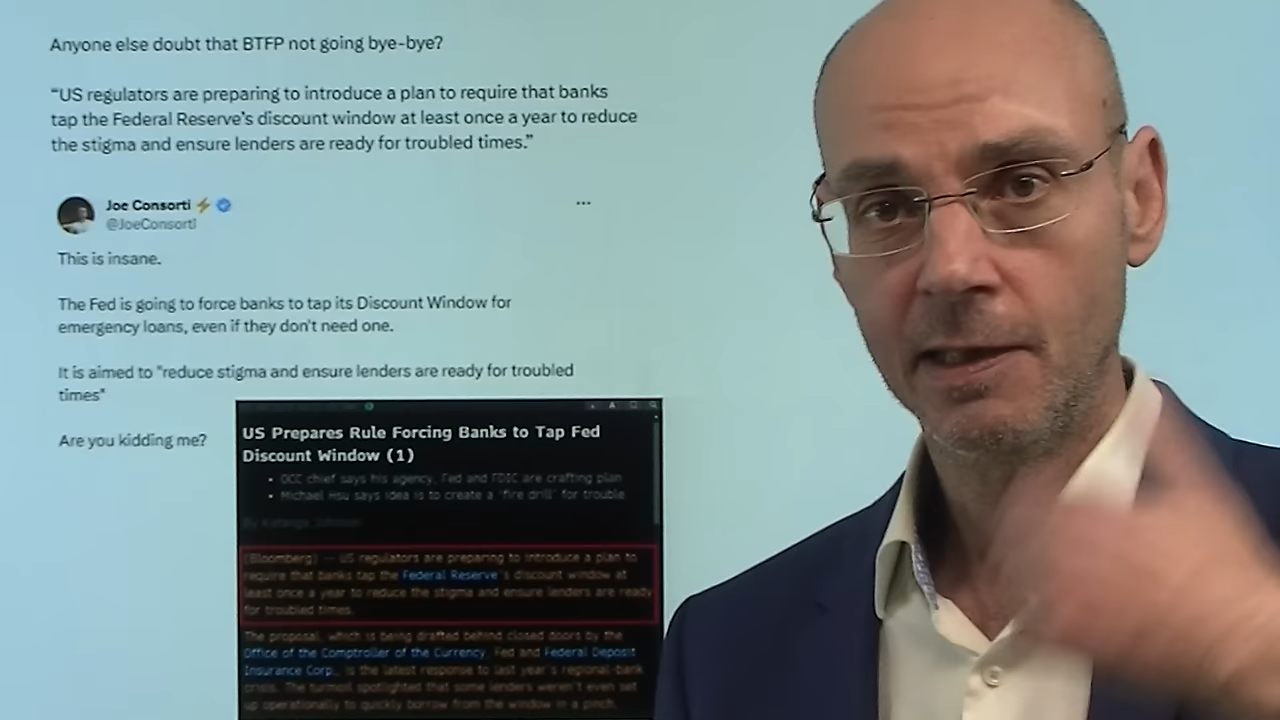 Anyone else doubt that BTFP not going bye-bye?
“US regulators are preparing to introduce a plan to require that banks
tap the Federal Reserve’s discount window at least once a year to reduce
the stigma and ensure lenders are ready for troubled times.”
Joe Consorti⚡
@JoeConsorti
...
This is insane.
The Fed is going to force banks to tap its Discount Window for
emergency loans, even if they don't need one.
It is aimed to "reduce stigma and ensure lenders are ready for troubled
times"
Are you kidding me?
US Prepares Rule Forcing Banks to Tap Fed
Discount Window (1)
• OCC chief says his agency, Fed and FDIC are crafting plan
• Michael Hsu says idea is to create a 'fire drill' for trouble
By
(Bloomberg) -- US regulators are preparing to introduce a plan to
require that banks tap the Federal Reserve's discount window at
least once a year to reduce the stigma and ensure lenders are ready
for troubled times.
The proposal, which is being drafted behind closed doors by the
Office of the Comptroller of the Currency, Fed and Federal Deposit
Insurance Corp., is the latest response to last year's regional-bank
crisis. The turmoil spotlighted that some lenders weren't even set
up operationally to quickly borrow from the window in a pinch.